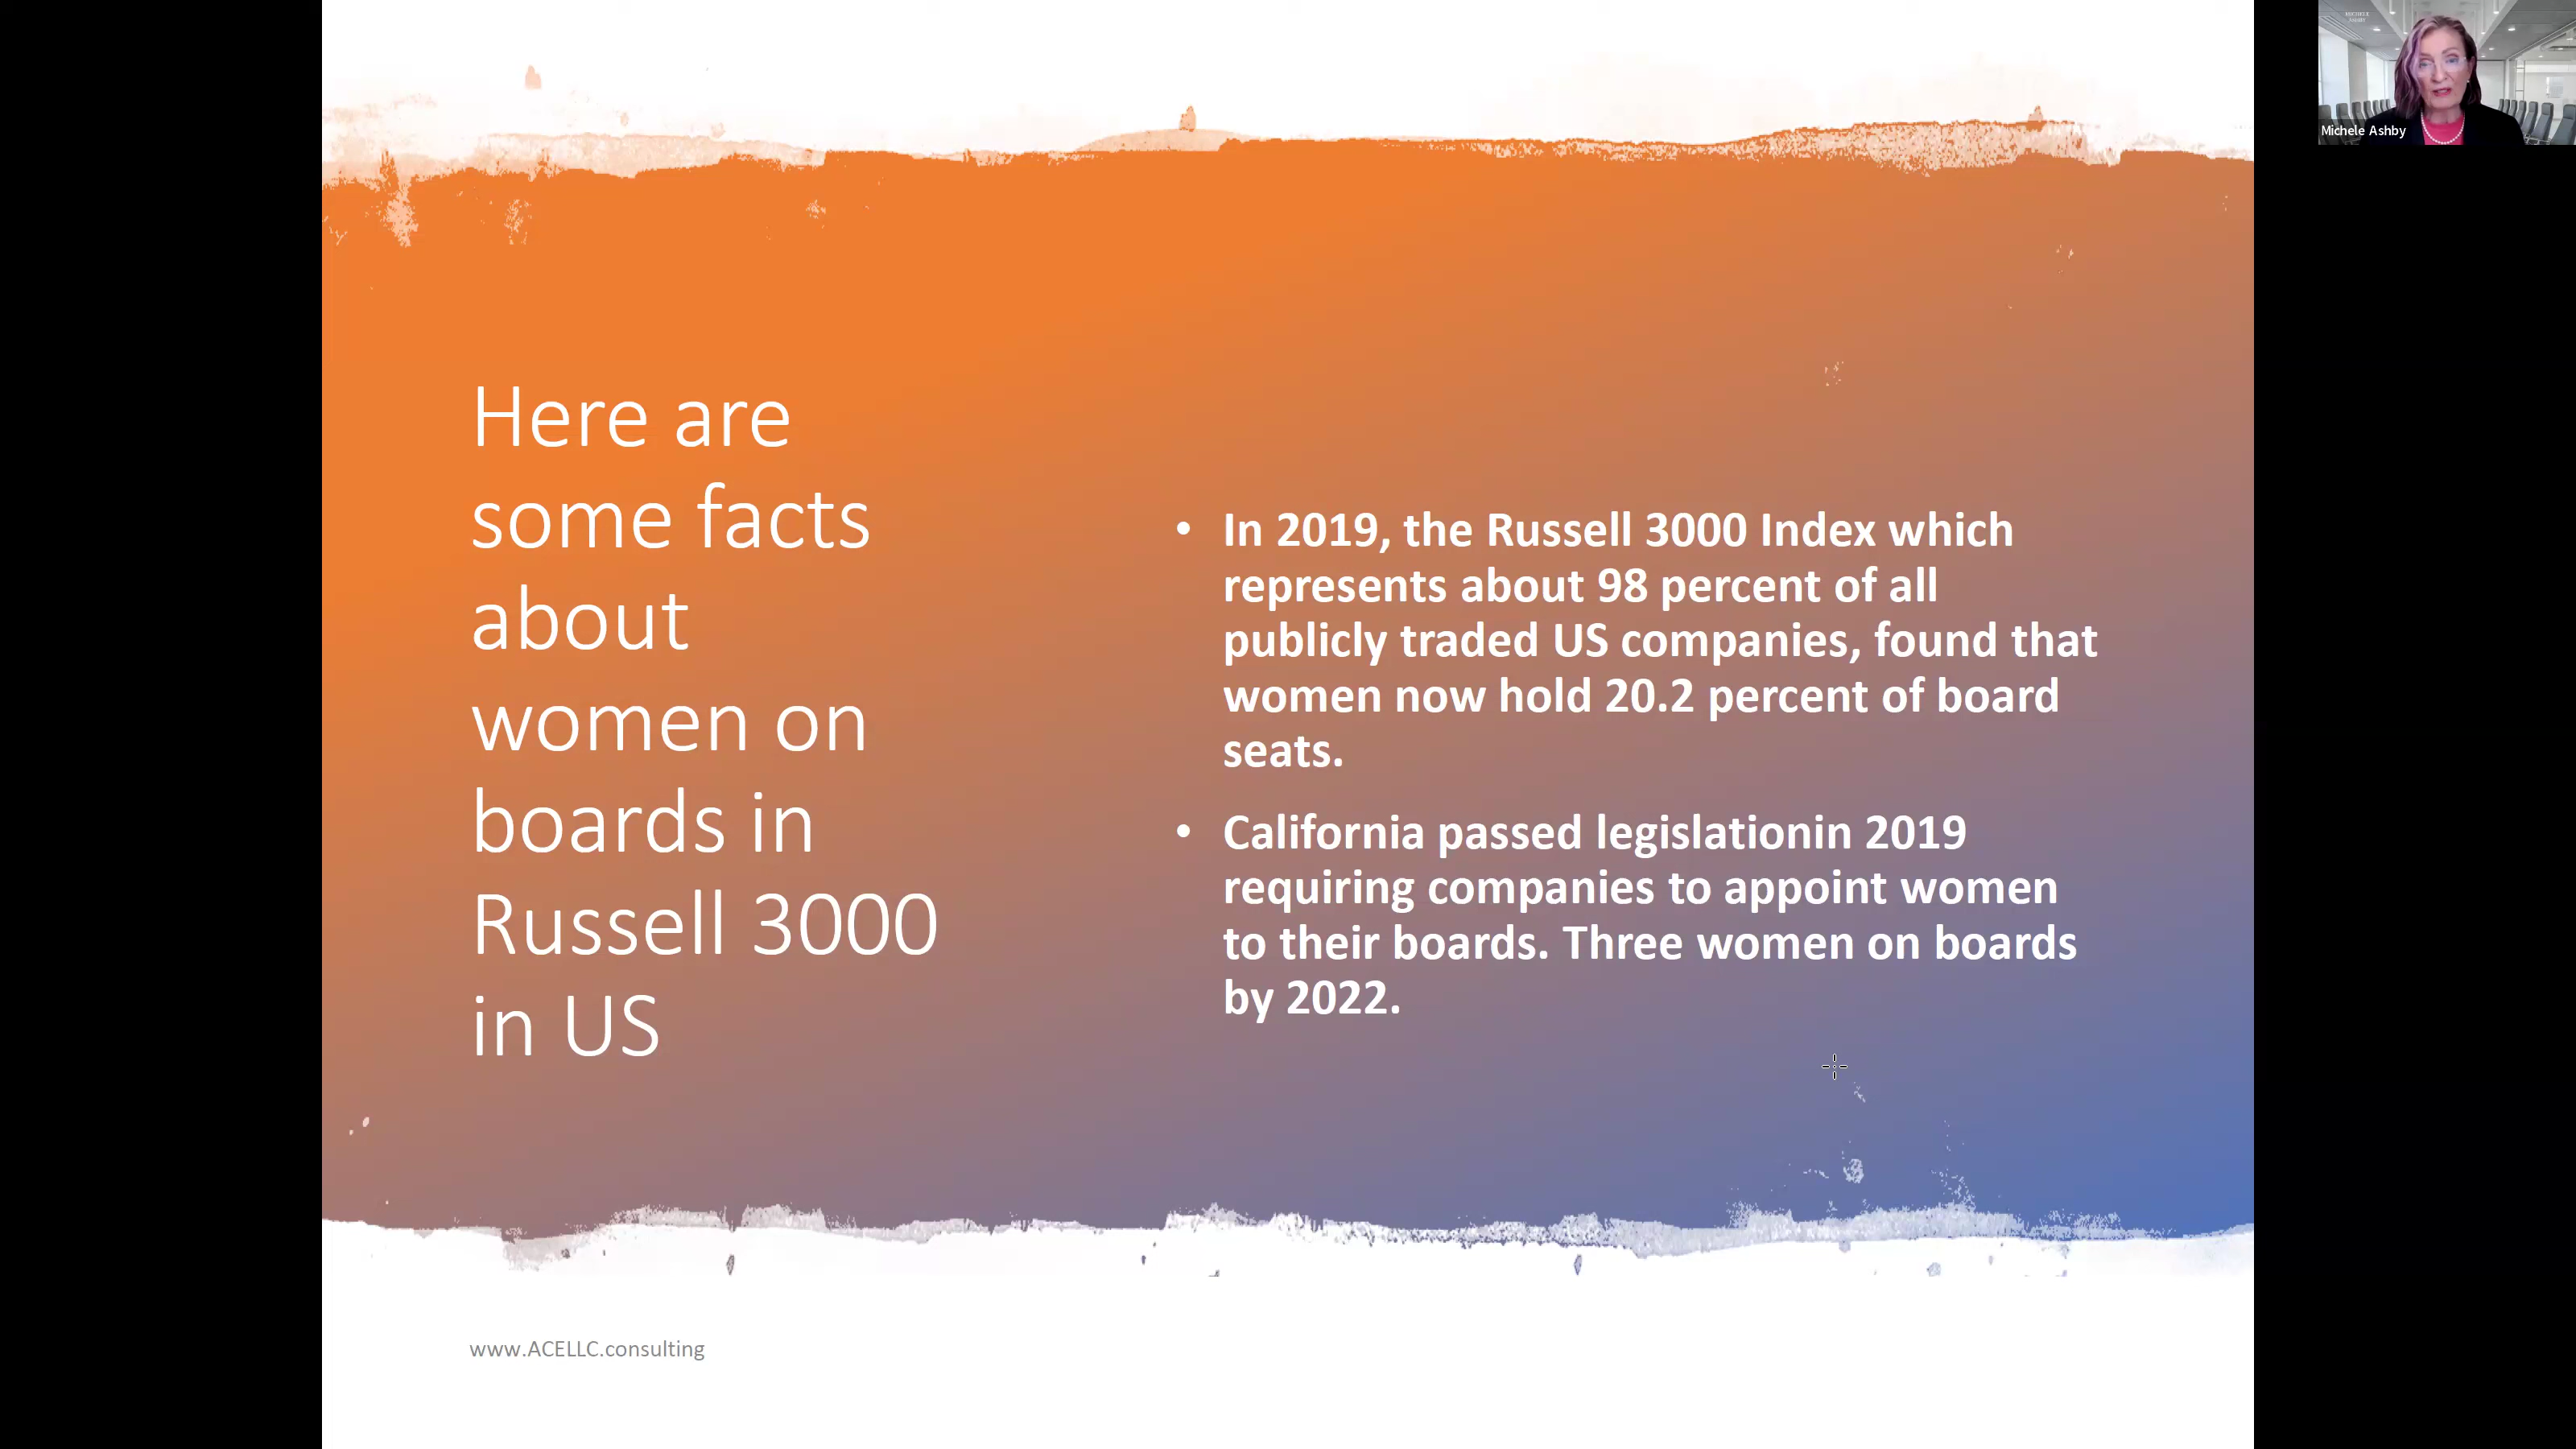 Here are
some facts
about
women on
boards in
Russell 3000
in US
• In 2019, the Russell 3000 Index which
represents about 98 percent of all
publicly traded US companies, found that
women now hold 20.2 percent of board
seats.
• California passed legislationin 2019
requiring companies to appoint women
to their boards. Three women on boards
by 2022.
www.ACELLC.consulting
MICHELE
ASHBY
Michele Ashby